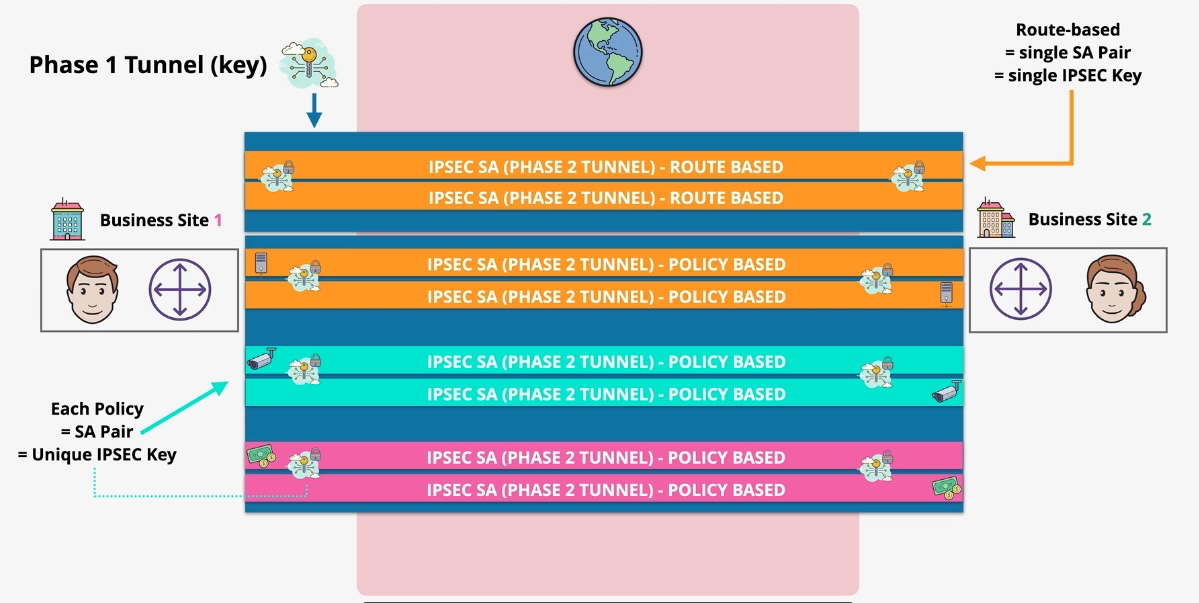 Phase 1 Tunnel (key)
Route-based
= single SA Pair
= single IPSEC Key
IPSEC SA (PHASE 2 TUNNEL) - ROUTE BASED
IPSEC SA (PHASE 2 TUNNEL) - ROUTE BASED
Business Site 1
Business Site 2
IPSEC SA (PHASE 2 TUNNEL) - POLICY BASED
IPSEC SA (PHASE 2 TUNNEL) - POLICY BASED
IPSEC SA (PHASE 2 TUNNEL) - POLICY BASED
IPSEC SA (PHASE 2 TUNNEL) - POLICY BASED
Each Policy
= SA Pair
= Unique IPSEC Key
IPSEC SA (PHASE 2 TUNNEL) - POLICY BASED
IPSEC SA (PHASE 2 TUNNEL) - POLICY BASED